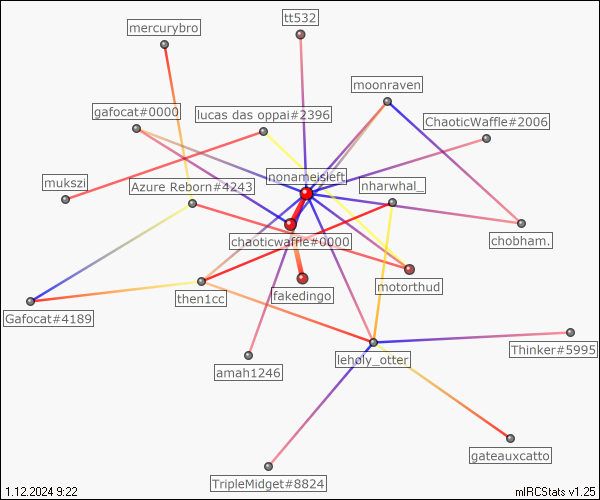 tt532
mercurybro
moonraven
gafocat#0000
lucas das oppai#2396
ChaoticWaffle#2006
nonameisleft
mukszi
Azure Reborn#4243
nharwhal_
chaoticwaffle#0000
chobham.
motorthud
then1cc
fakedingo
Gafocat#4189
leholy_otter
Thinker#5995
amah1246
gateauxcatto
TripleMidget#8824
1.12.2024 9:22
mIRCStats v1.25